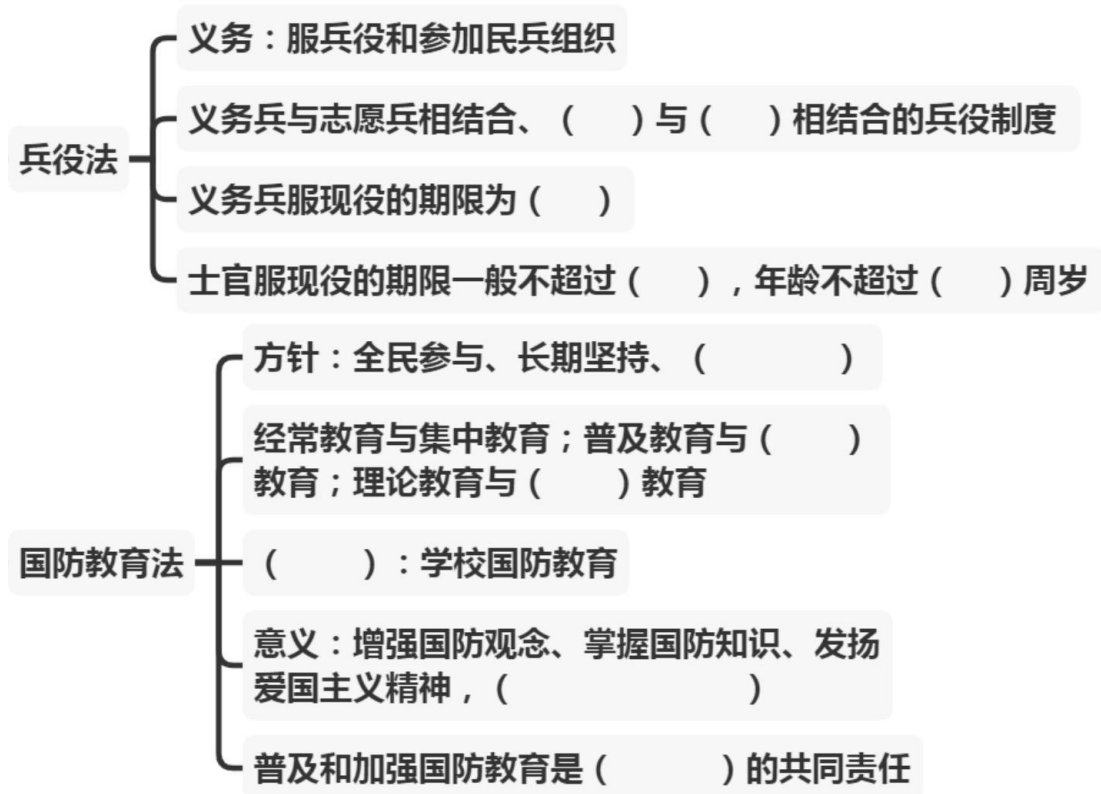 兵役法
义务：服兵役和参加民兵组织
义务兵与志愿兵相结合、（　）与（　）相结合的兵役制度
义务兵服现役的期限为（　）
士官服现役的期限一般不超过（　），年龄不超过（　）周岁
国防教育法
方针：全民参与、长期坚持、（　　　）
经常教育与集中教育；普及教育与（　　）
教育；理论教育与（　　）教育
（　　）：学校国防教育
意义：增强国防观念、掌握国防知识、发扬
爱国主义精神，（　　　　　　）
普及和加强国防教育是（　　　）的共同责任